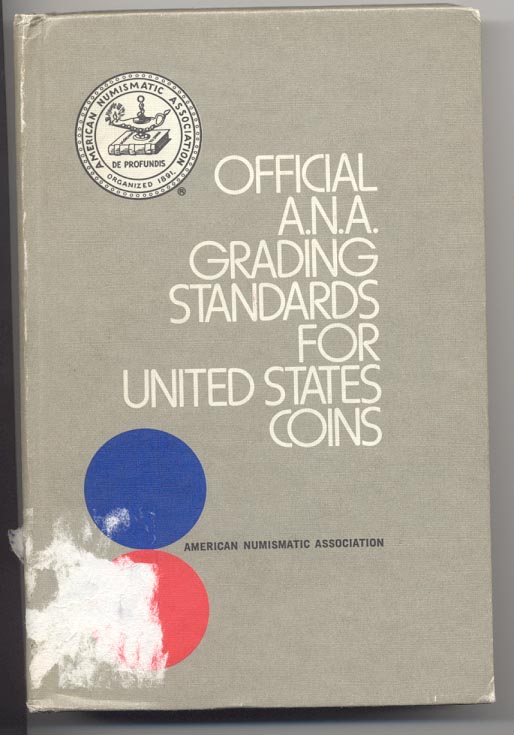 AMERICAN NUMISMATIC ASSOCIATION
DE PROFUNDIS
ORGANIZED 1891.
®
OFFICIAL
A.N.A.
GRADING
STANDARDS
FOR
UNITED STATES
COINS
AMERICAN NUMISMATIC ASSOCIATION